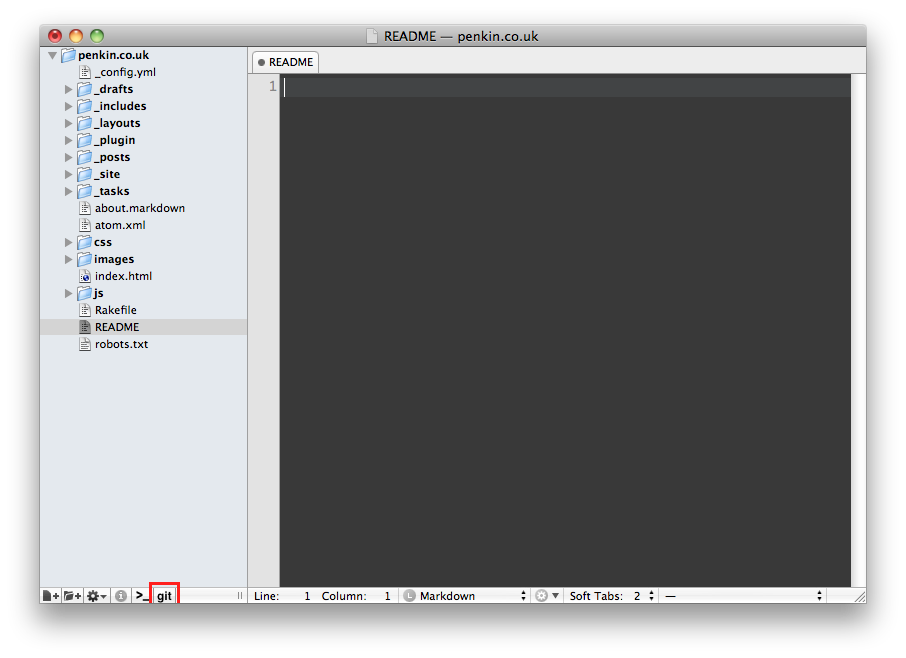 README — penkin.co.uk
penkin.co.uk
_config.yml
_drafts
_includes
_layouts
_plugin
_posts
_site
_tasks
about.markdown
atom.xml
css
images
index.html
js
Rakefile
README
robots.txt
README
1
>_ git
Line: 1 Column: 1 L Markdown Soft Tabs: 2 —